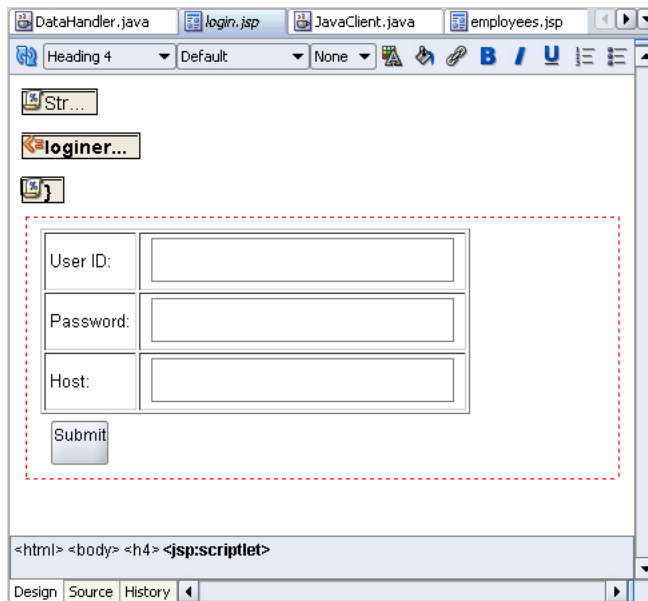 DataHandler.java login.jsp JavaClient.java employees.jsp
Heading 4 Default None A B I U
Str...
loginer...
}
User ID:
Password:
Host:
Submit
<html> <body> <h4> <jsp:scriptlet>
Design Source History